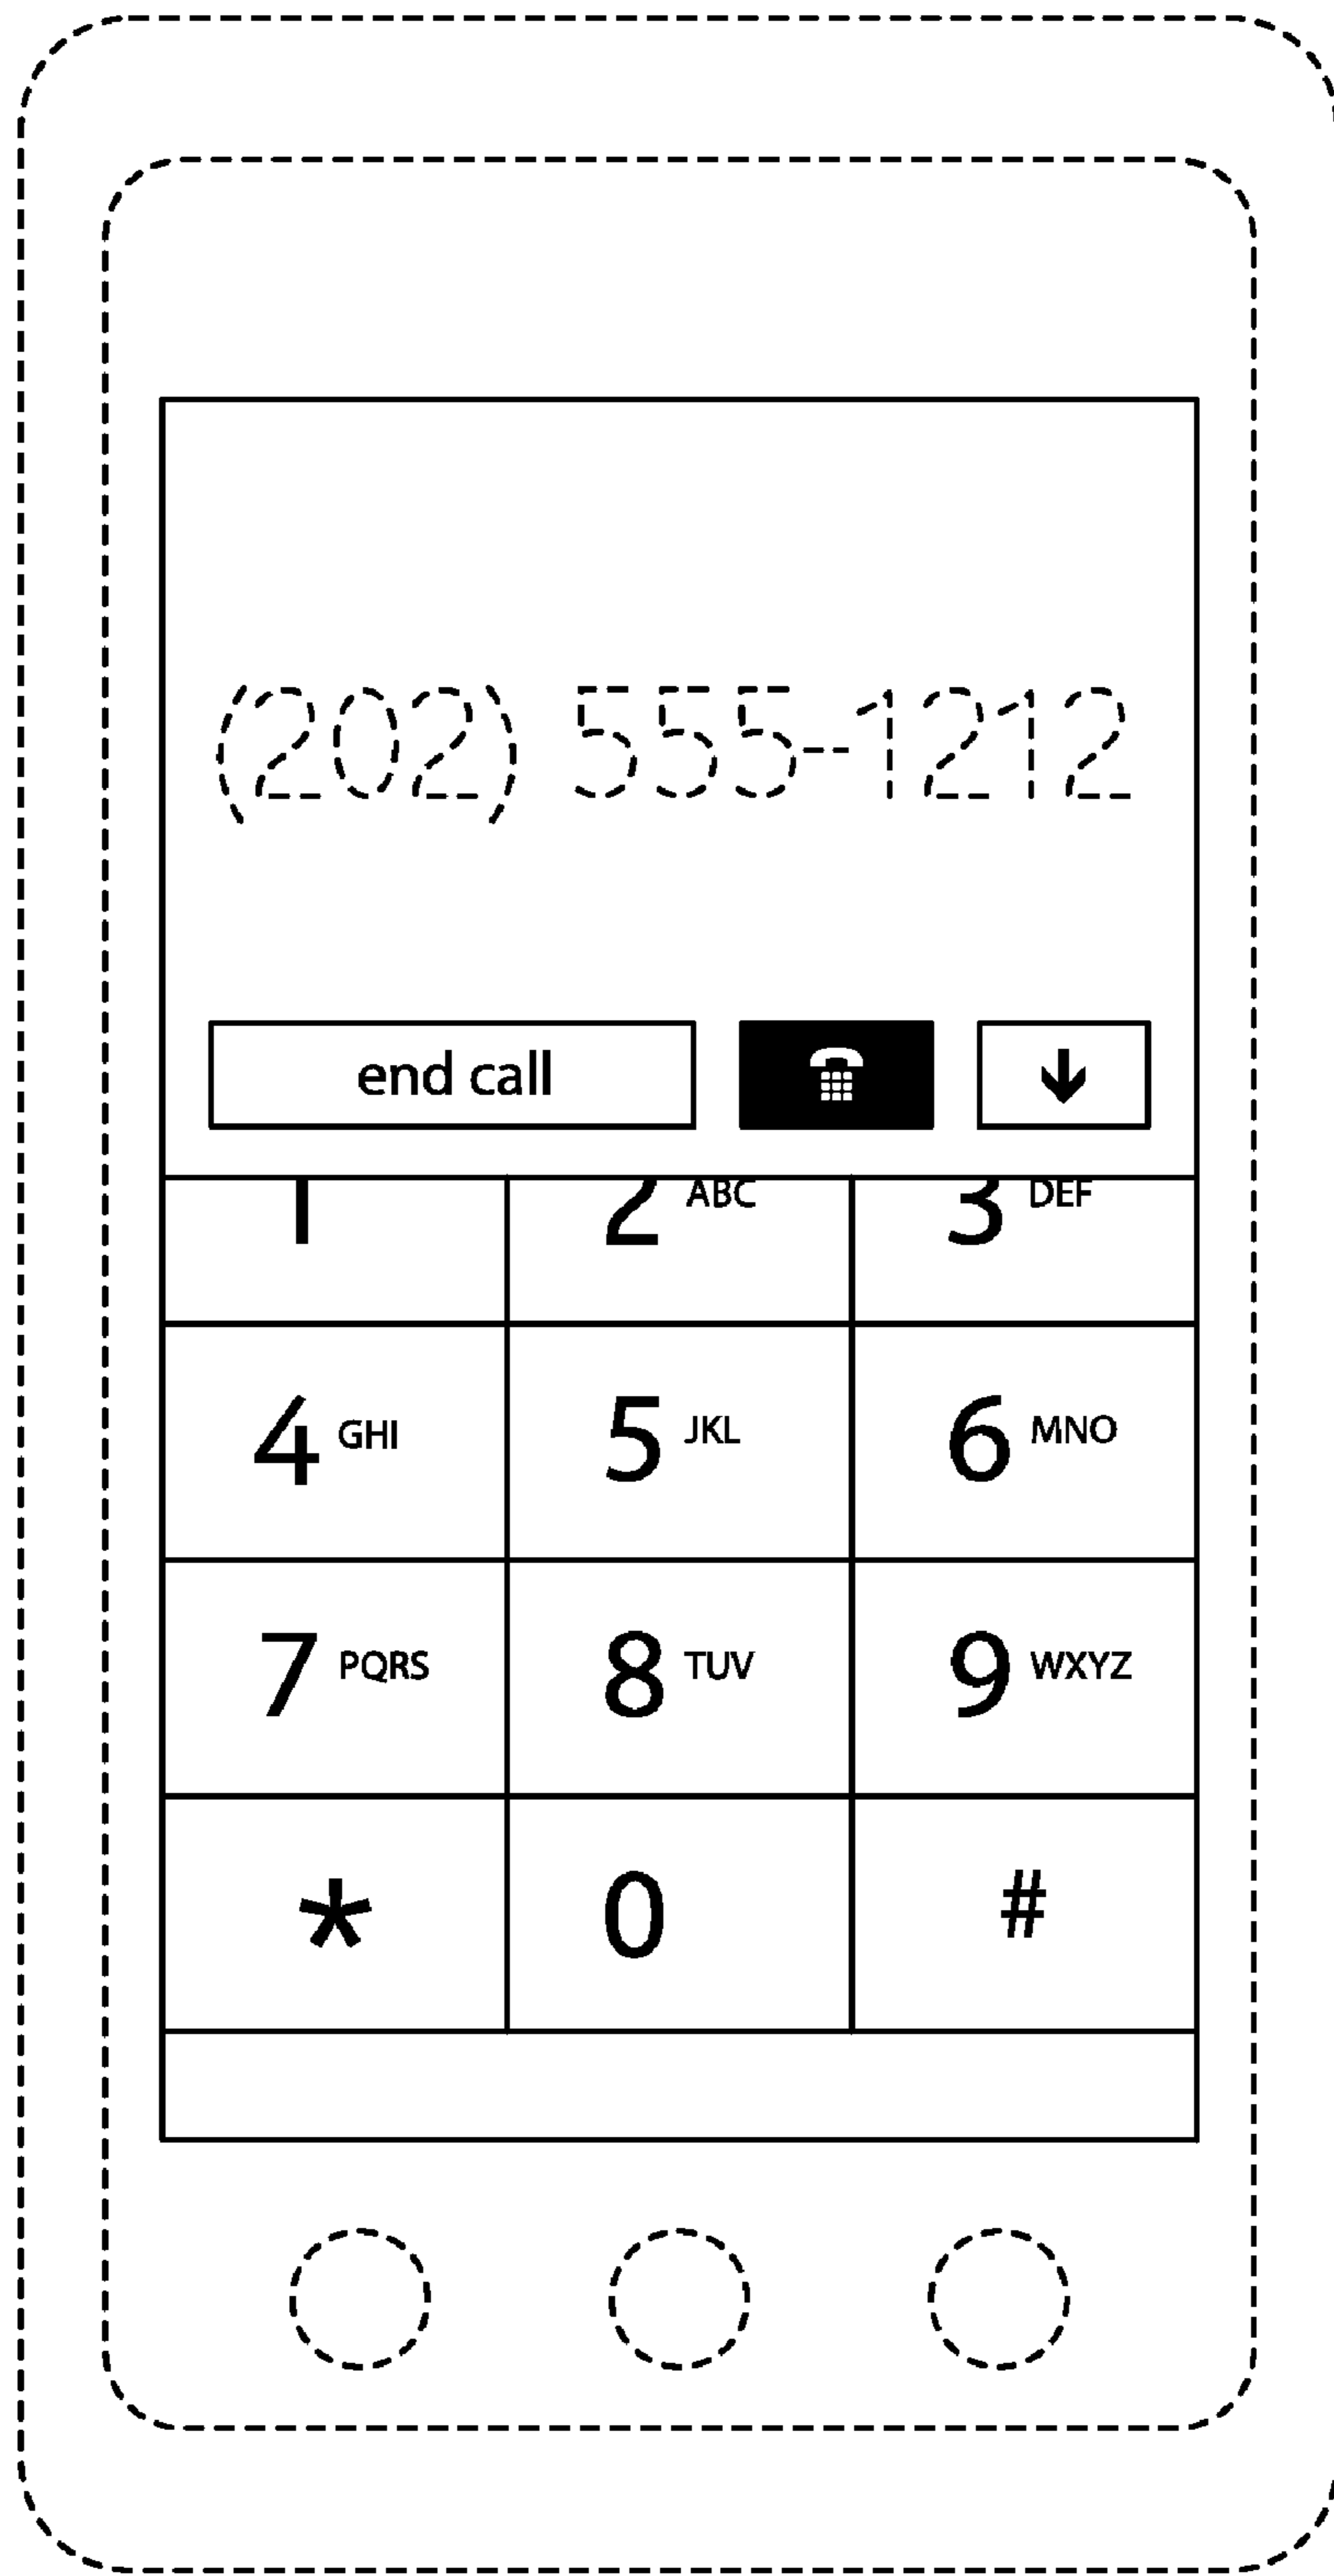 (202) 555-1212
end call
1 2 ABC 3 DEF
4 GHI 5 JKL 6 MNO
7 PQRS 8 TUV 9 WXYZ
* 0 #